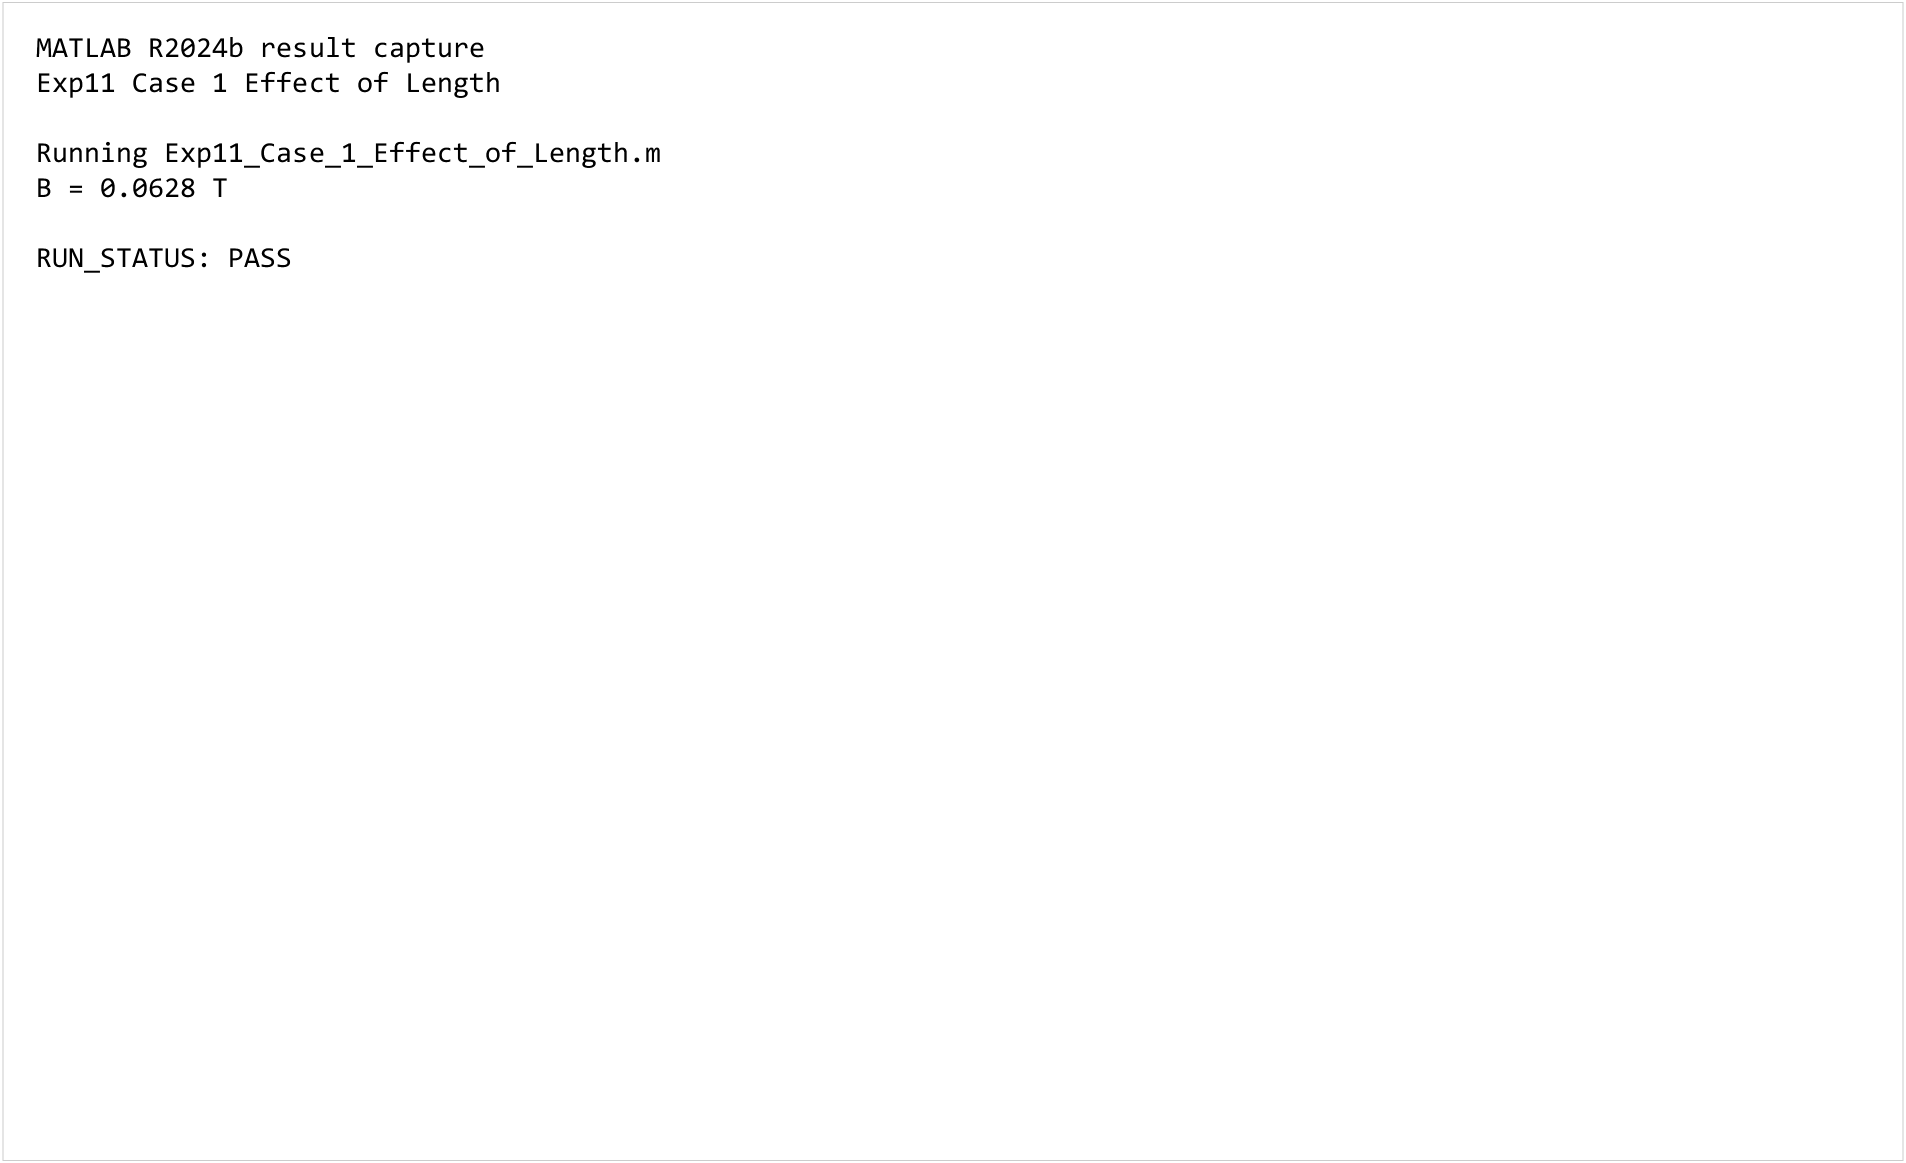 MATLAB R2024b result capture
Exp11 Case 1 Effect of Length
Running Exp11_Case_1_Effect_of_Length.m
B = 0.0628 T
RUN_STATUS: PASS